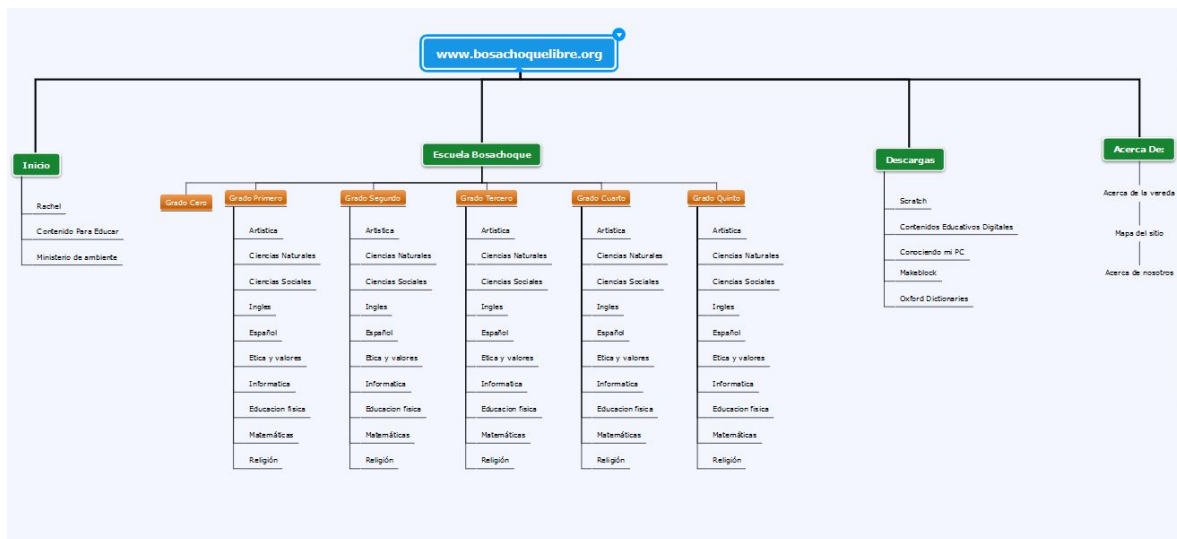 www.bosachoquelibre.org
Inicio
Rachel
Contenido Para Educar
Ministerio de ambiente
Escuela Bosachoque
Grado Cero
Grado Primero
Artistica
Ciencias Naturales
Ciencias Sociales
Ingles
Español
Etica y valores
Informatica
Educacion fisica
Matemáticas
Religión
Grado Segundo
Artistica
Ciencias Naturales
Ciencias Sociales
Ingles
Español
Etica y valores
Informatica
Educacion fisica
Matemáticas
Religión
Grado Tercero
Artistica
Ciencias Naturales
Ciencias Sociales
Ingles
Español
Etica y valores
Informatica
Educacion fisica
Matemáticas
Religión
Grado Cuarto
Artistica
Ciencias Naturales
Ciencias Sociales
Ingles
Español
Etica y valores
Informatica
Educacion fisica
Matemáticas
Religión
Grado Quinto
Artistica
Ciencias Naturales
Ciencias Sociales
Ingles
Español
Etica y valores
Informatica
Educacion fisica
Matemáticas
Religión
Descargas
Scratch
Contenidos Educativos Digitales
Conociendo mi PC
Makeblock
Oxford Dictionaries
Acerca De:
Acerca de la vereda
Mapa del sitio
Acerca de nosotros